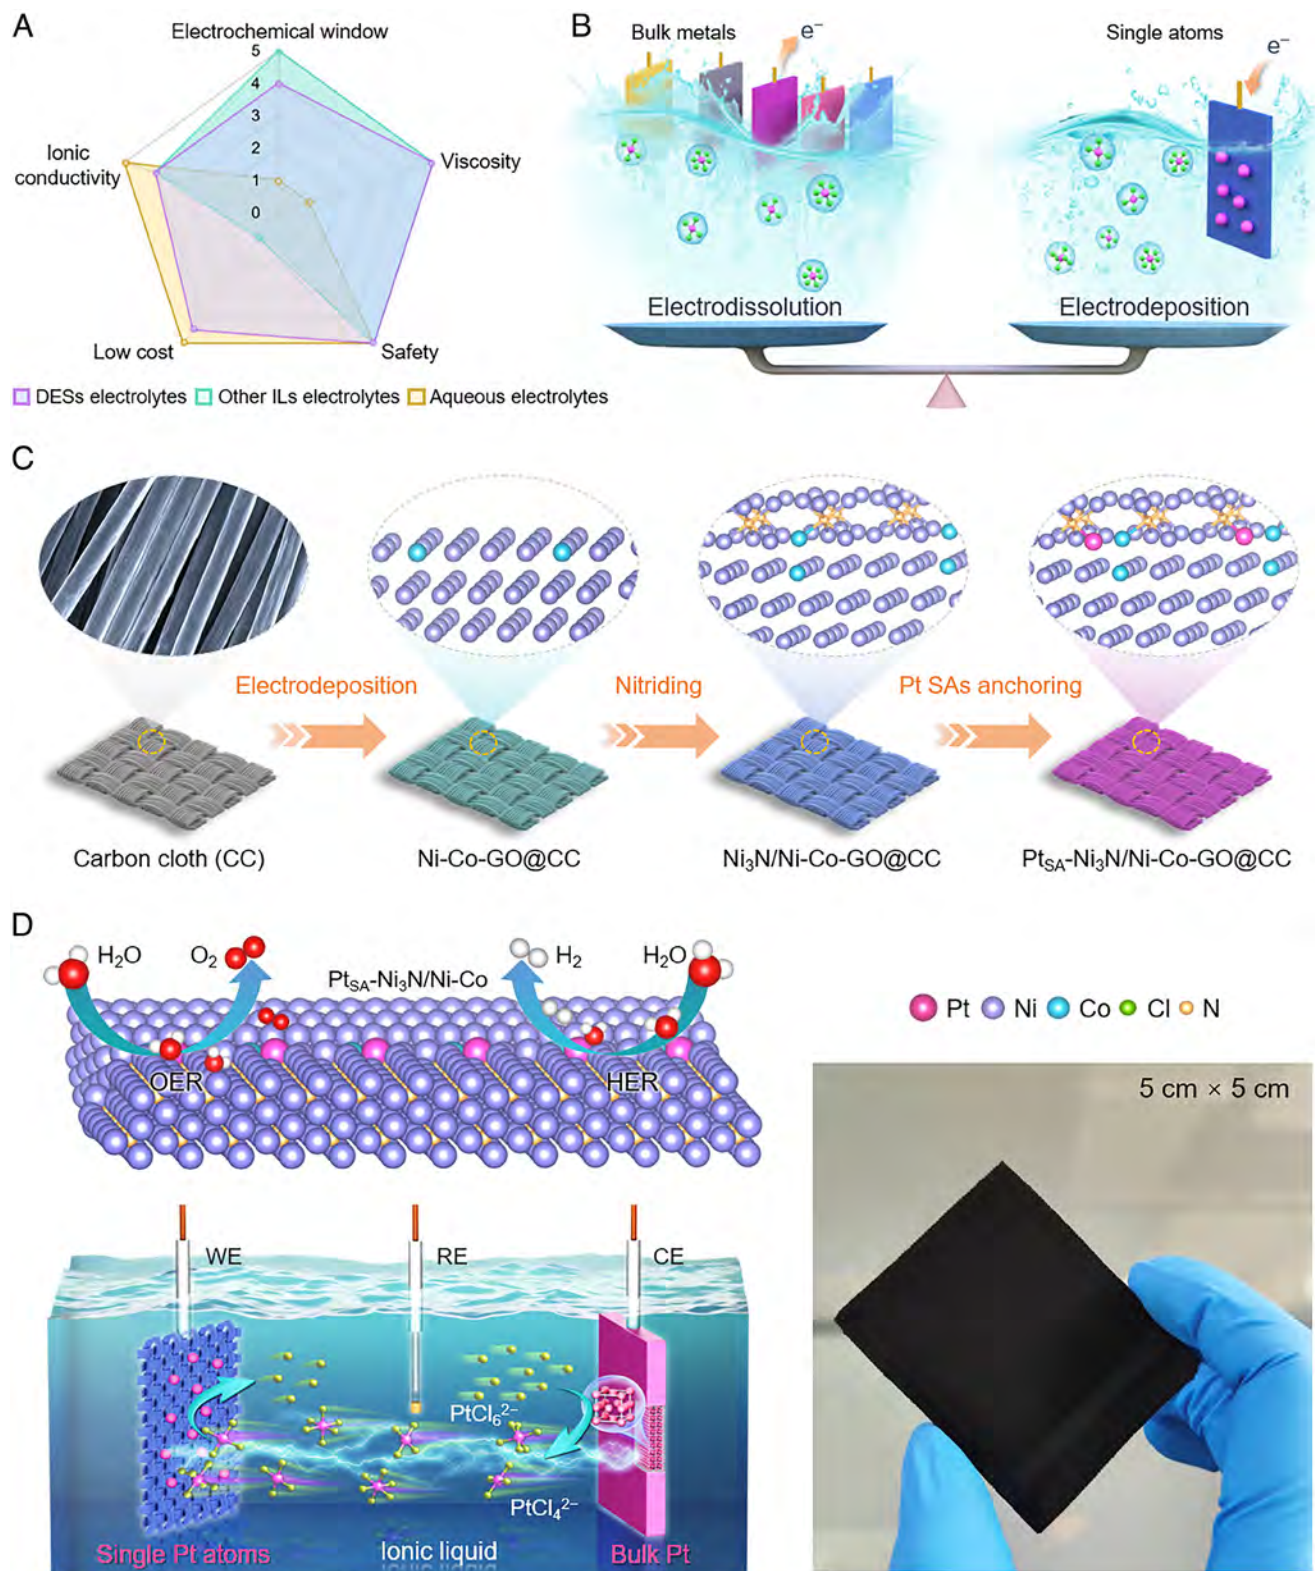 A
Electrochemical window
5
4
3
2
1
0
Ionic
conductivity
Viscosity
Low cost
Safety
DESs electrolytes
Other ILs electrolytes
Aqueous electrolytes
B
Bulk metals
e⁻
Single atoms
e⁻
Electrodissolution
Electrodeposition
C
Electrodeposition
Nitriding
Pt SAs anchoring
Carbon cloth (CC)
Ni-Co-GO@CC
Ni₃N/Ni-Co-GO@CC
Pt_SA-Ni₃N/Ni-Co-GO@CC
D
H₂O
O₂
Pt_SA-Ni₃N/Ni-Co
H₂
H₂O
OER
HER
Pt
Ni
Co
Cl
N
5 cm × 5 cm
WE
RE
CE
PtCl₆²⁻
PtCl₄²⁻
Single Pt atoms
Ionic liquid
Bulk Pt